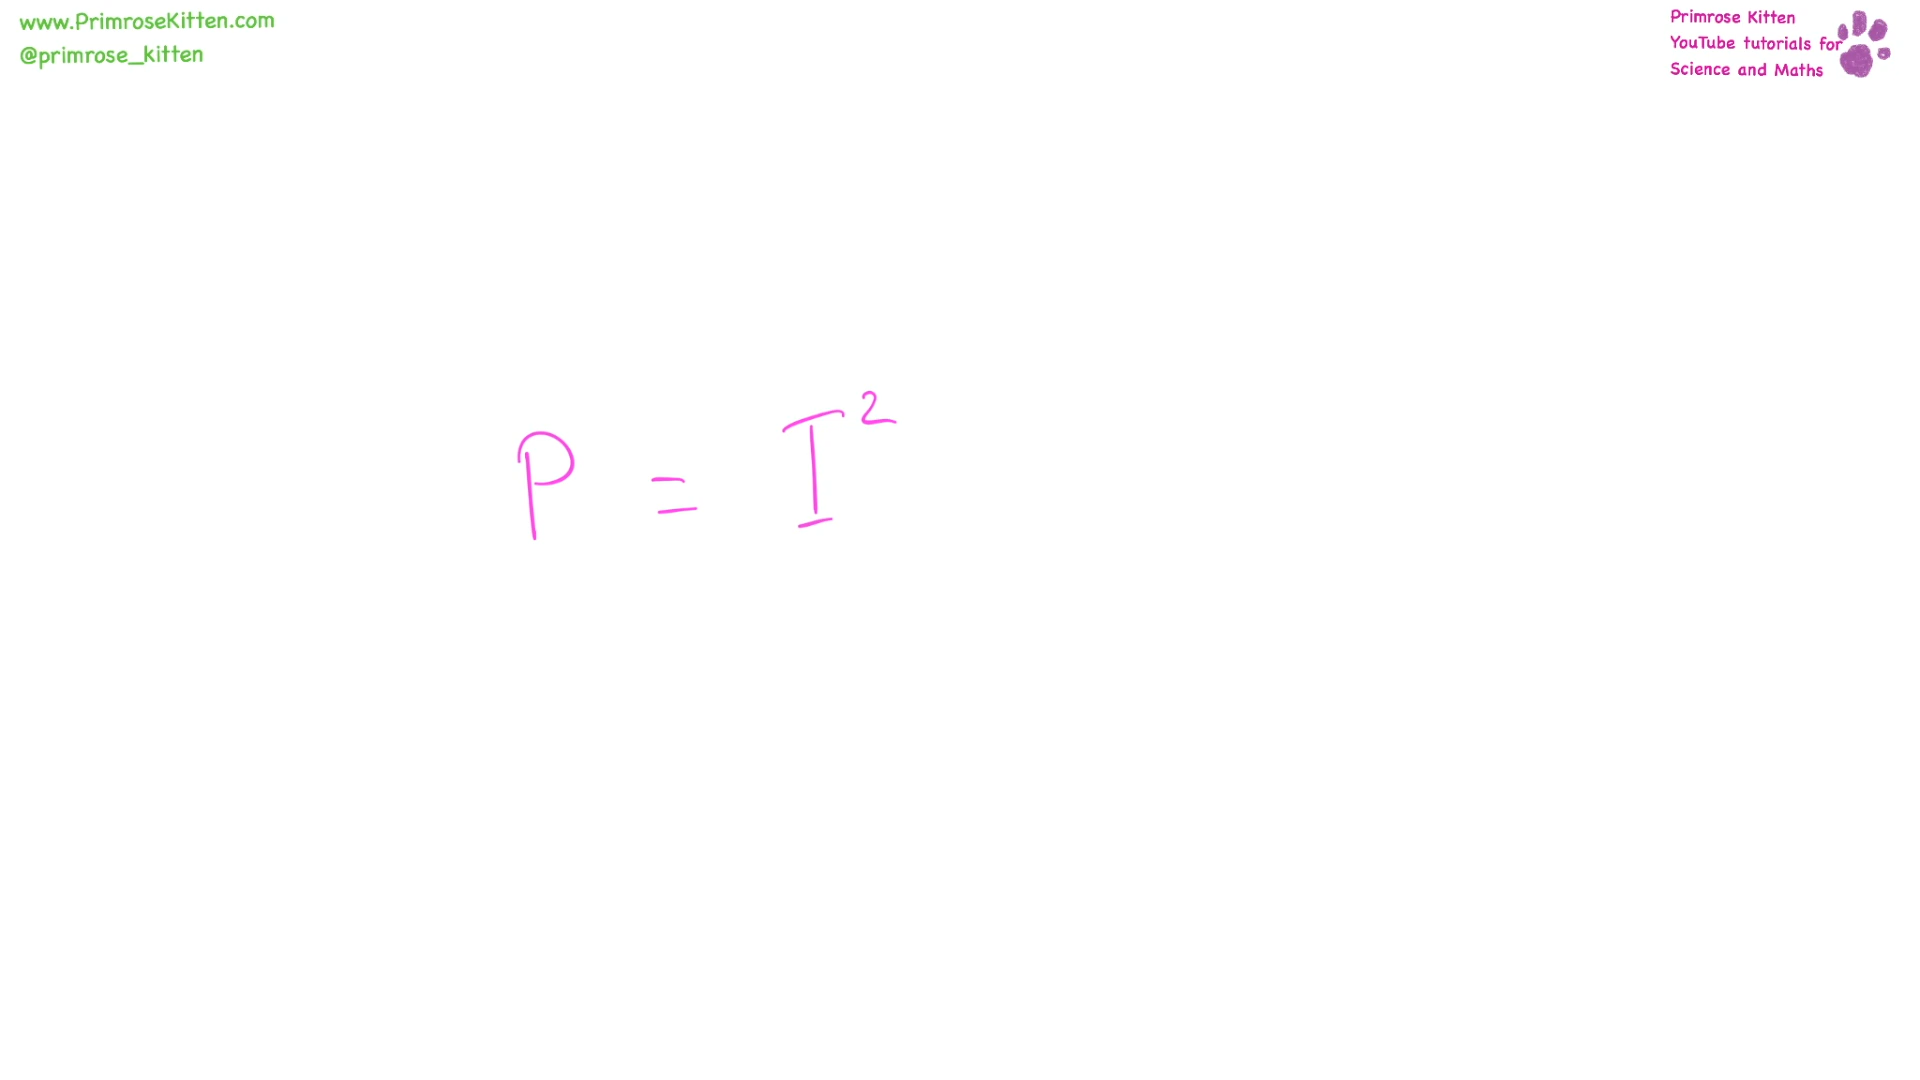 www.PrimroseKitten.com
@primrose_kitten
Primrose Kitten
YouTube tutorials for
Science and Maths
P = I²